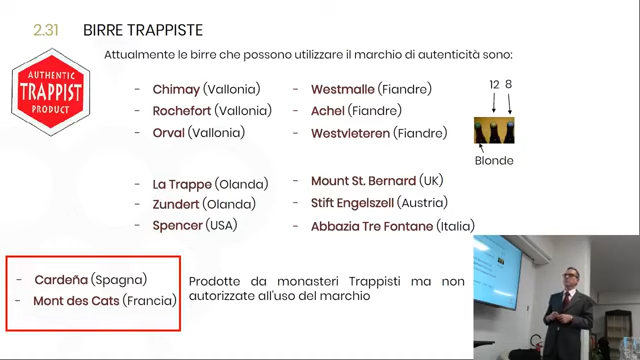 2.31 BIRRE TRAPPISTE
Attualmente le birre che possono utilizzare il marchio di autenticità sono:
AUTHENTIC
TRAPPIST
PRODUCT
- Chimay (Vallonia)
- Rochefort (Vallonia)
- Orval (Vallonia)
- Westmalle (Fiandre)
- Achel (Fiandre)
- Westvleteren (Fiandre)
12 8
Blonde
- La Trappe (Olanda)
- Zundert (Olanda)
- Spencer (USA)
- Mount St. Bernard (UK)
- Stift Engelszell (Austria)
- Abbazia Tre Fontane (Italia)
- Cardeña (Spagna)
- Mont des Cats (Francia)
Prodotte da monasteri Trappisti ma non
autorizzate all'uso del marchio